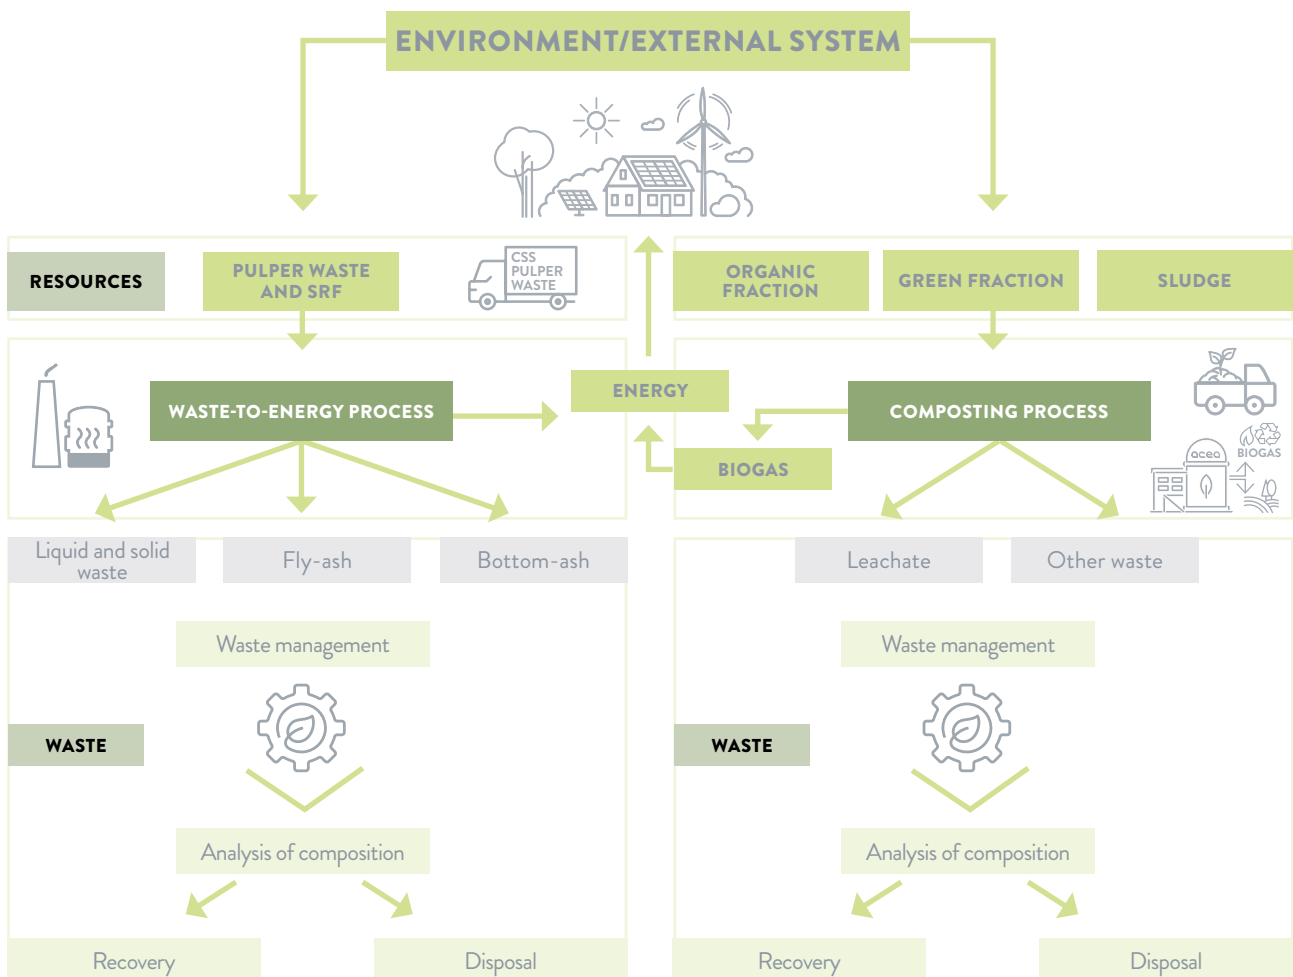 ENVIRONMENT/EXTERNAL SYSTEM
RESOURCES
PULPER WASTE
AND SRF
CSS
PULPER
WASTE
ORGANIC
FRACTION
GREEN FRACTION
SLUDGE
WASTE-TO-ENERGY PROCESS
ENERGY
COMPOSTING PROCESS
BIOGAS
acea
BIOGAS
Liquid and solid
waste
Fly-ash
Bottom-ash
Leachate
Other waste
Waste management
Waste management
WASTE
WASTE
Analysis of composition
Analysis of composition
Recovery
Disposal
Recovery
Disposal